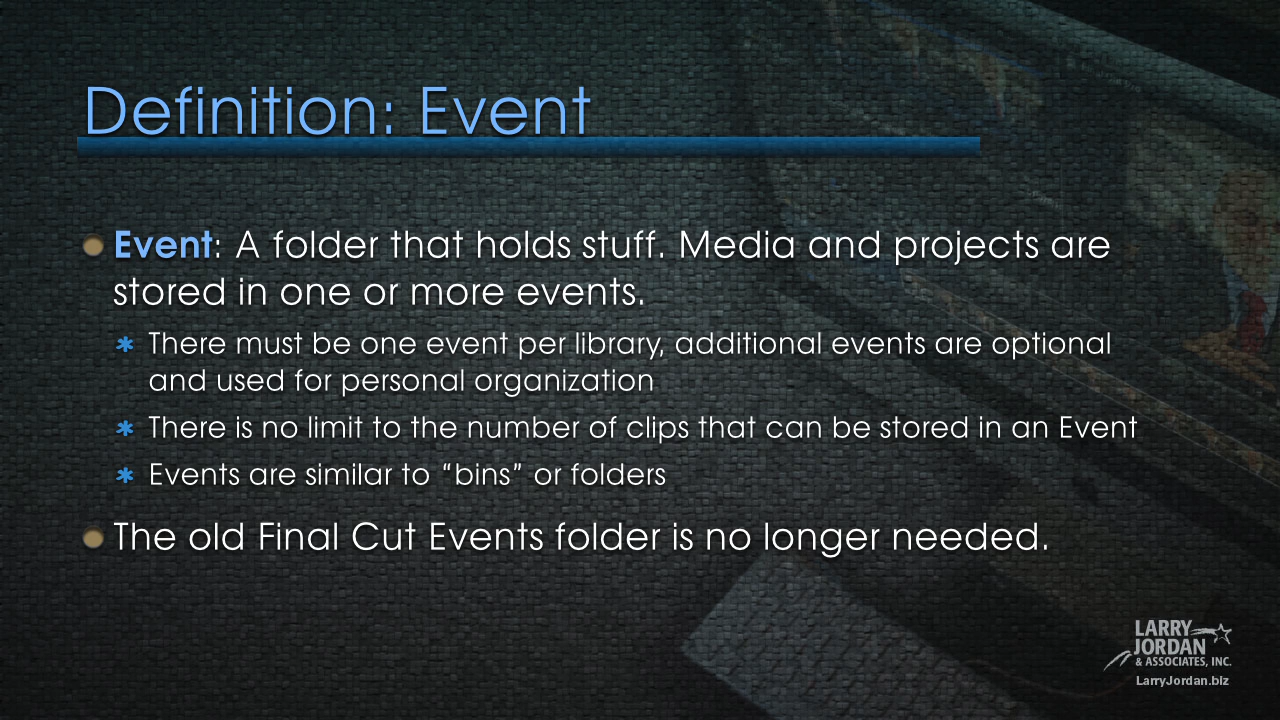 Definition: Event
Event: A folder that holds stuff. Media and projects are
stored in one or more events.
There must be one event per library, additional events are optional
and used for personal organization
There is no limit to the number of clips that can be stored in an Event
Events are similar to “bins” or folders
The old Final Cut Events folder is no longer needed.
LARRY
JORDAN
& ASSOCIATES, INC.
LarryJordan.biz